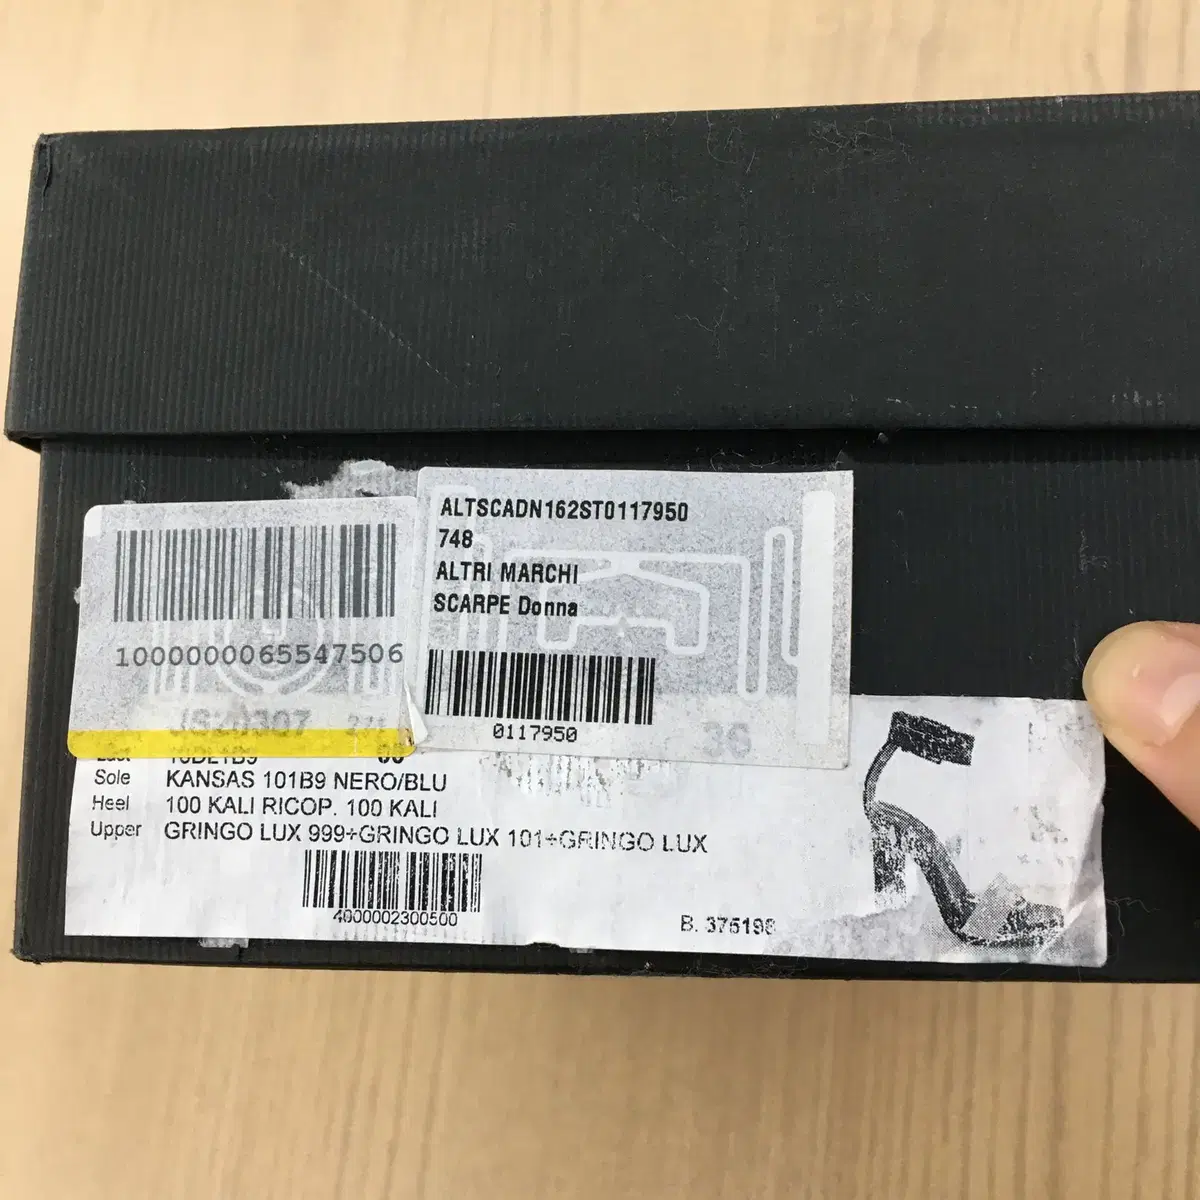 1000000065547506
ALTSCADN162ST0117950
748
ALTRI MARCHI
SCARPE Donna
0117950
36
Sole KANSAS 101B9 NERO/BLU
Heel 100 KALI RICOP. 100 KALI
Upper GRINGO LUX 999+GRINGO LUX 101+GRINGO LUX
4000002300500
B. 375198